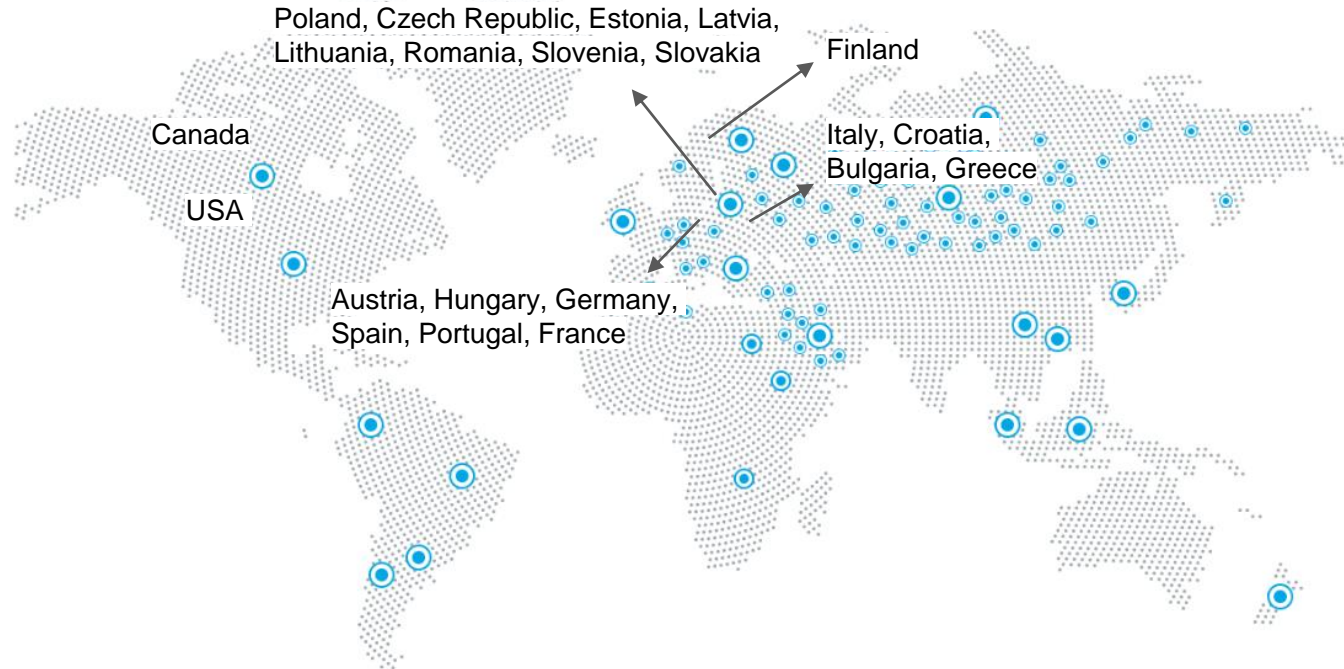 Poland, Czech Republic, Estonia, Latvia,
Lithuania, Romania, Slovenia, Slovakia
Finland
Canada
Italy, Croatia,
Bulgaria, Greece
USA
Austria, Hungary, Germany,
Spain, Portugal, France